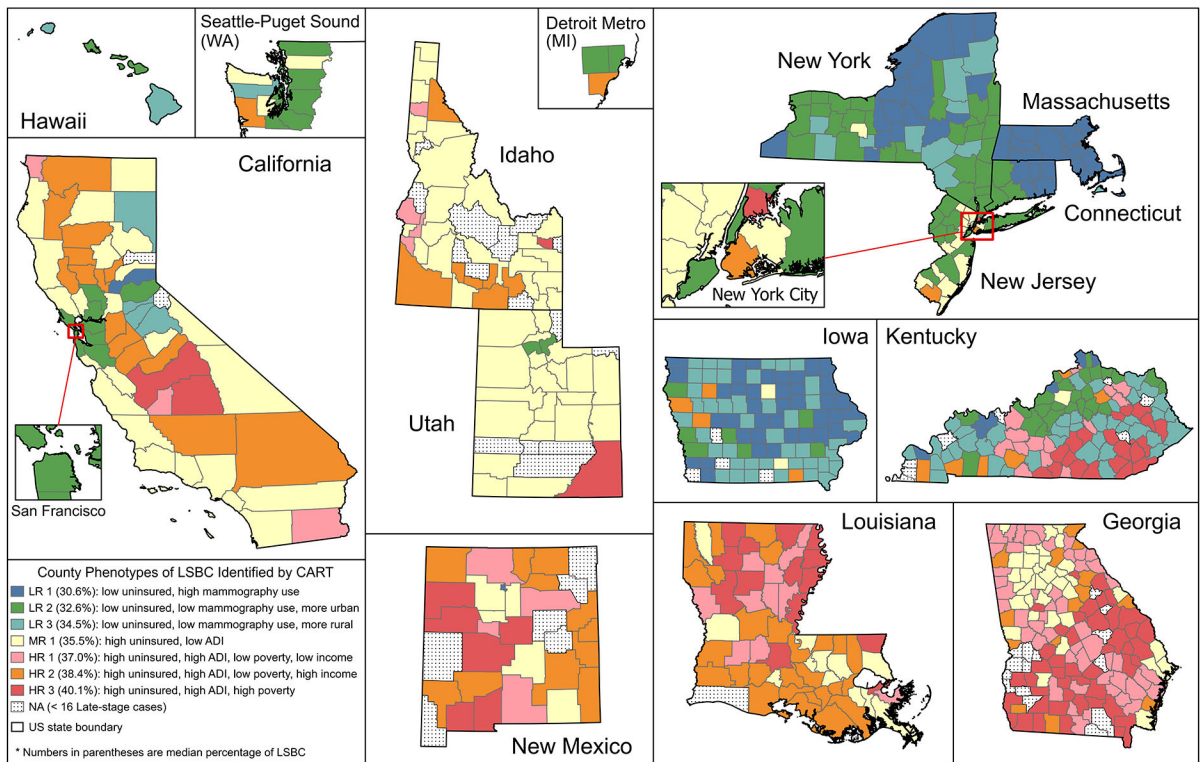 Hawaii
Seattle-Puget Sound
(WA)
California
San Francisco
Idaho
Utah
Detroit Metro
(MI)
New York
Massachusetts
Connecticut
New Jersey
New York City
Iowa
Kentucky
New Mexico
Louisiana
Georgia
County Phenotypes of LSBC Identified by CART
LR 1 (30.6%): low uninsured, high mammography use
LR 2 (32.6%): low uninsured, low mammography use, more urban
LR 3 (34.5%): low uninsured, low mammography use, more rural
MR 1 (35.5%): high uninsured, low ADI
HR 1 (37.0%): high uninsured, high ADI, low poverty, low income
HR 2 (38.4%): high uninsured, high ADI, low poverty, high income
HR 3 (40.1%): high uninsured, high ADI, high poverty
NA (< 16 Late-stage cases)
US state boundary
* Numbers in parentheses are median percentage of LSBC